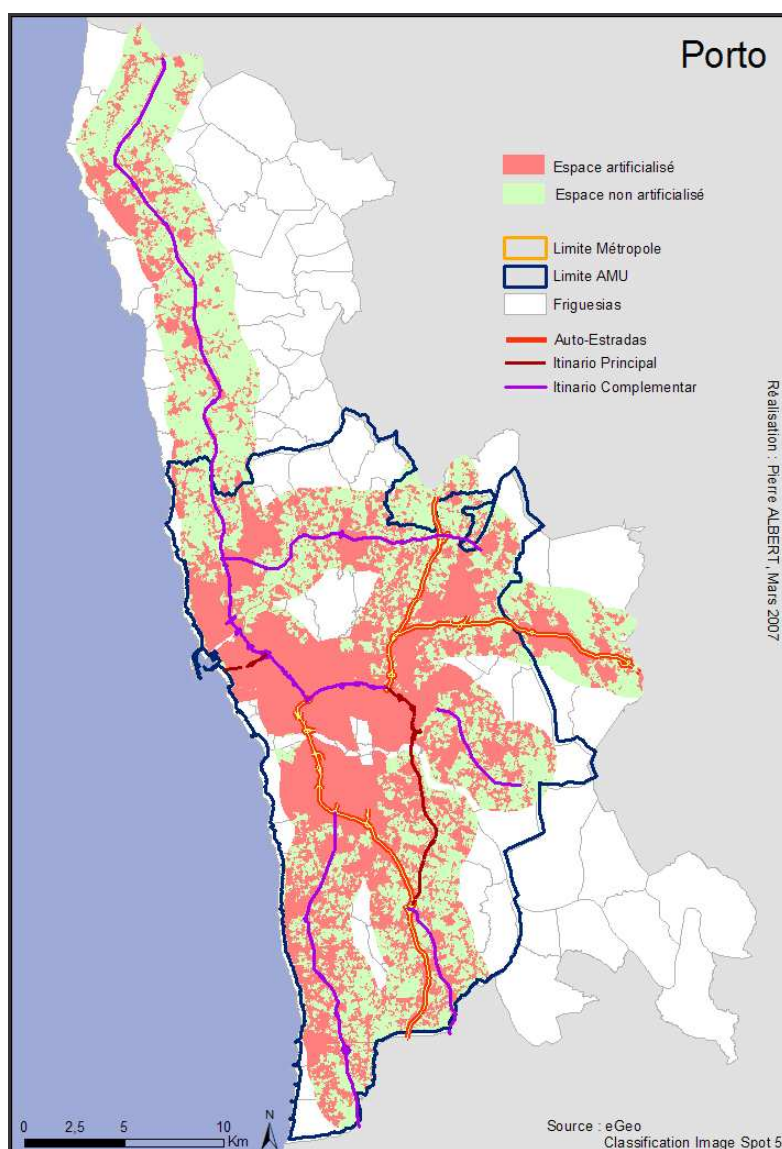 Porto
Espace artificialisé
Espace non artificialisé
Limite Métropole
Limite AMU
Friguesias
Auto-Estradas
Itinario Principal
Itinario Complementar
Réalisation : Pierre ALBERT, Mars 2007
0 2,5 5 10
Km
N
Source : eGeo
Classification Image Spot 5